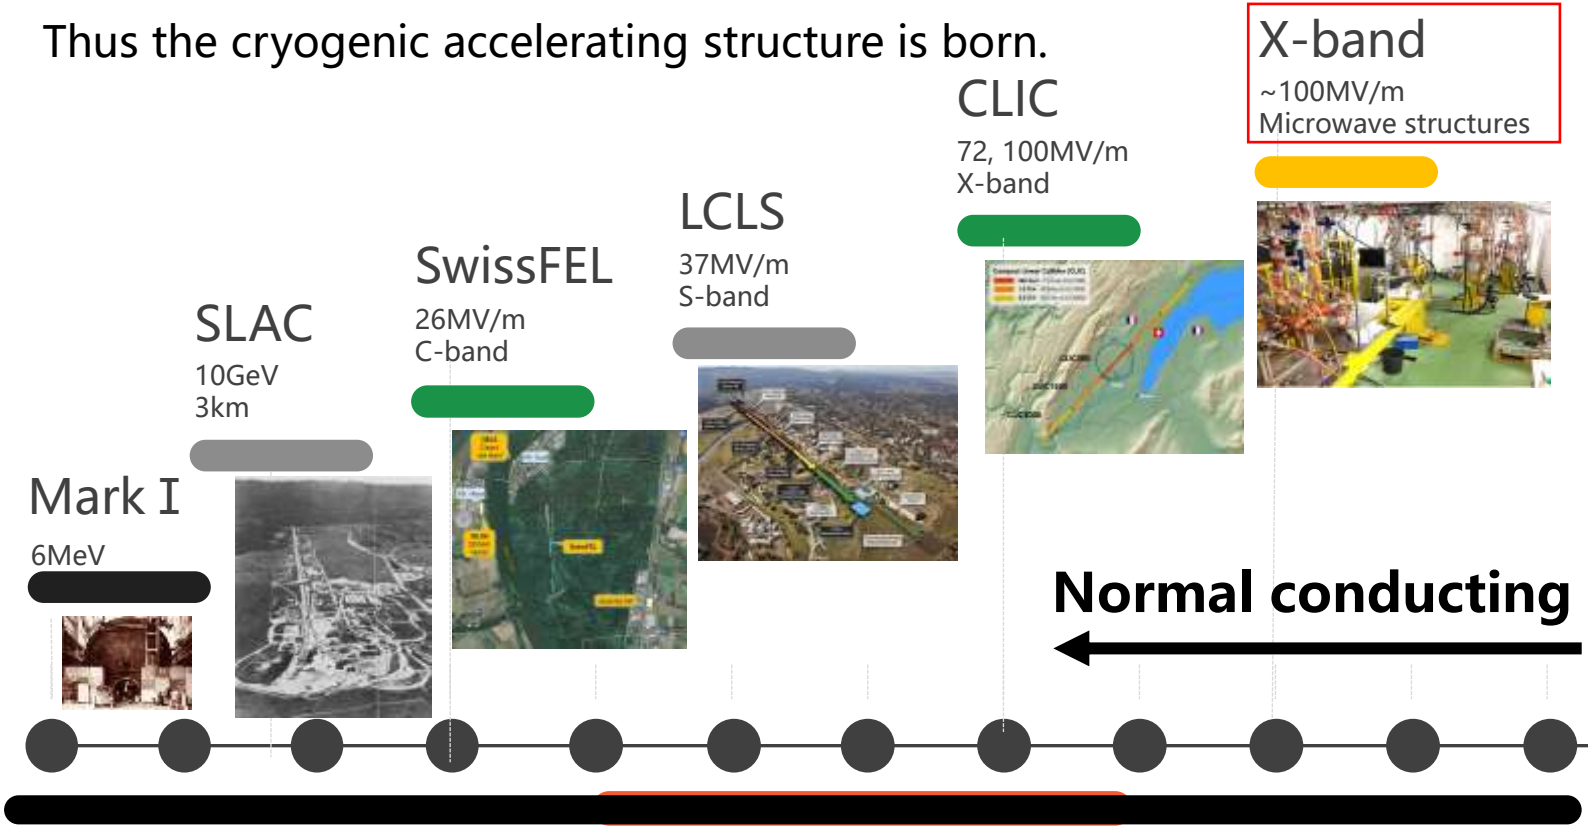 Thus the cryogenic accelerating structure is born.
X-band
~100MV/m
Microwave structures
CLIC
72, 100MV/m
X-band
LCLS
37MV/m
S-band
SwissFEL
26MV/m
C-band
SLAC
10GeV
3km
Mark I
6MeV
SwissFEL
Normal conducting